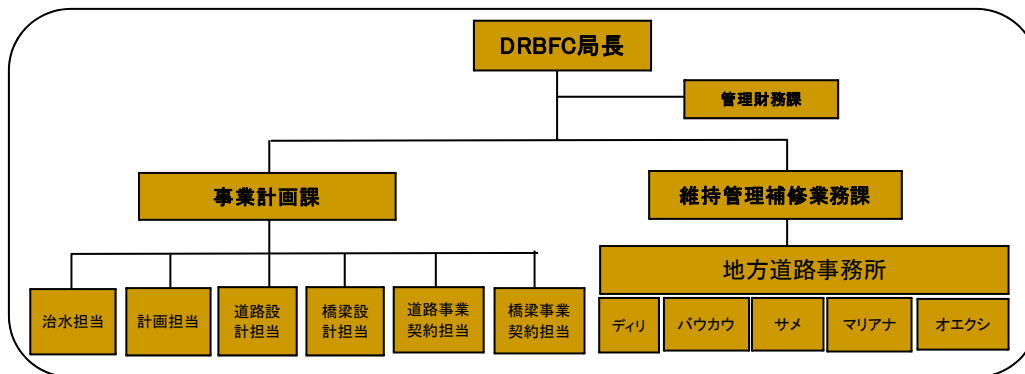 DRBFC局長
管理財務課
事業計画課
維持管理補修業務課
地方道路事務所
治水担当
計画担当
道路設
計担当
橋梁設
計担当
道路事業
契約担当
橋梁事業
契約担当
ディリ
バウカウ
サメ
マリアナ
オエクシ